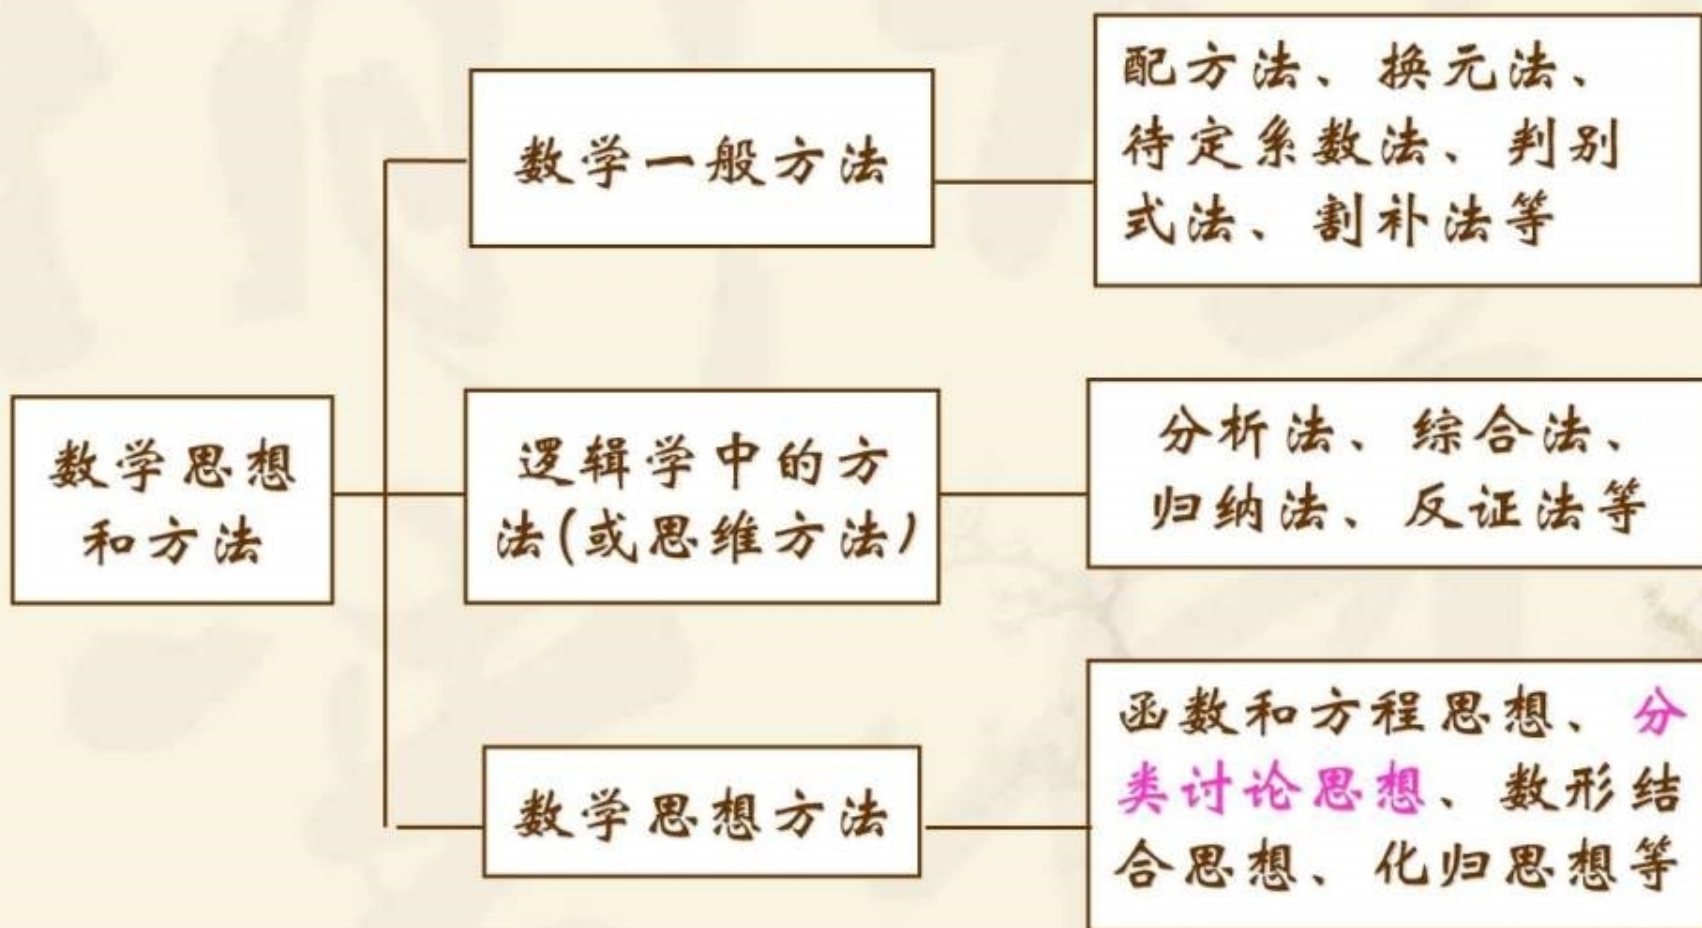 数学思想
和方法
数学一般方法
配方法、换元法、
待定系数法、判别
式法、割补法等
逻辑学中的方
法(或思维方法)
分析法、综合法、
归纳法、反证法等
数学思想方法
函数和方程思想、分
类讨论思想、数形结
合思想、化归思想等